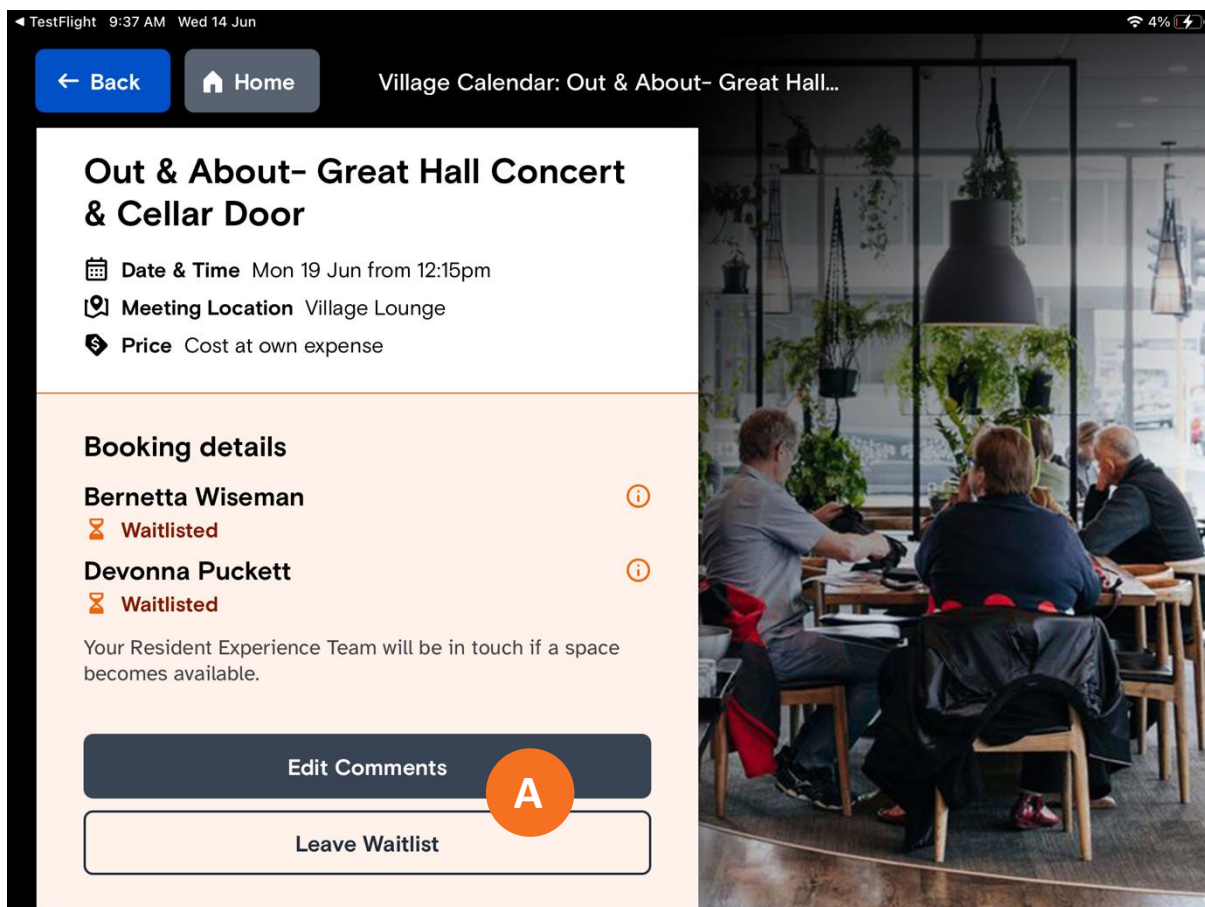 ◀ TestFlight 9:37 AM Wed 14 Jun 4%
← Back Home Village Calendar: Out & About- Great Hall...
Out & About- Great Hall Concert
& Cellar Door
Date & Time Mon 19 Jun from 12:15pm
Meeting Location Village Lounge
Price Cost at own expense
Booking details
Bernetta Wiseman
Waitlisted
Devonna Puckett
Waitlisted
Your Resident Experience Team will be in touch if a space
becomes available.
Edit Comments
A
Leave Waitlist